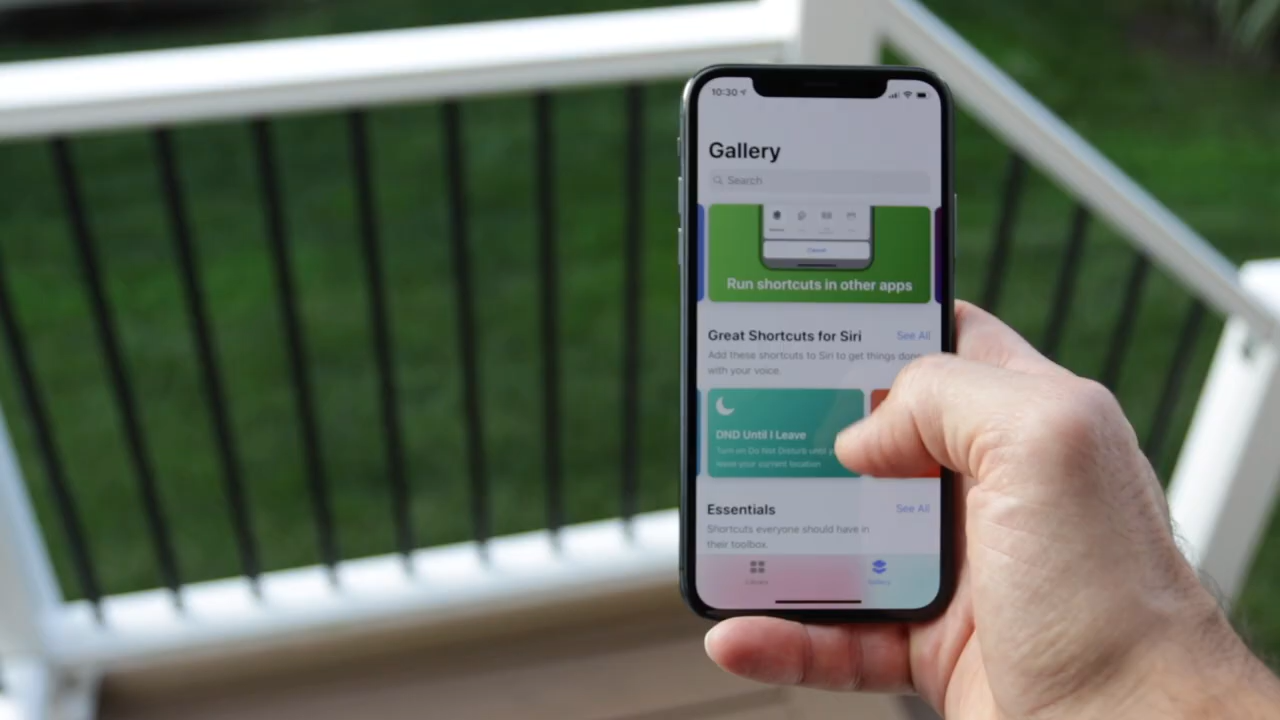 10:30
Gallery
Search
Cancel
Run shortcuts in other apps
Great Shortcuts for Siri See All
Add these shortcuts to Siri to get things done
with your voice.
DND Until I Leave
Turn on Do Not Disturb until
leave your current location
Essentials See All
Shortcuts everyone should have in
their toolbox.
Library Gallery